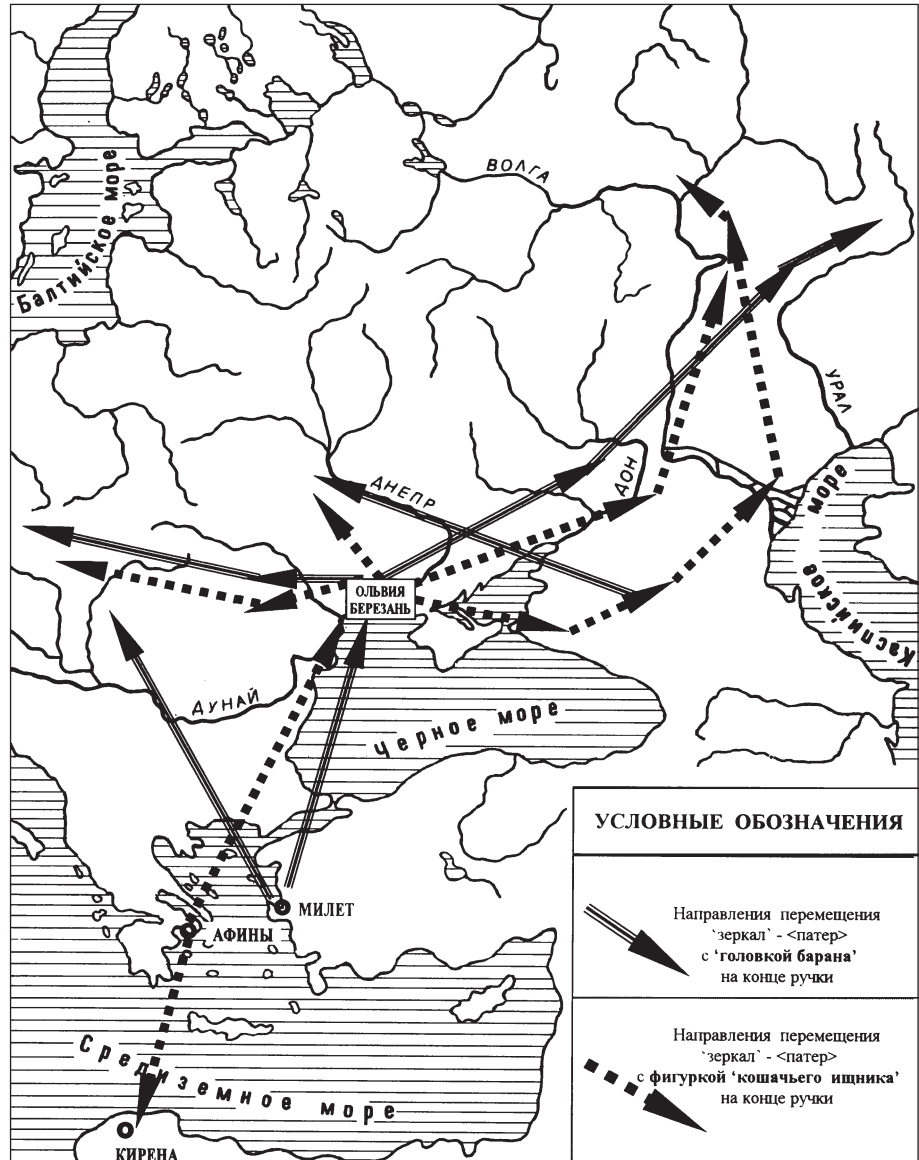 ВОЛГА
Балтийское море
УРАЛ
ДОН
ДНЕПР
Каспийское море
ОЛЬВИЯ
БЕРЕЗАНЬ
ДУНАЙ
Черное море
УСЛОВНЫЕ ОБОЗНАЧЕНИЯ
МИЛЕТ
АФИНЫ
Направления перемещения
`зеркал` - <патер>
с ‘головкой барана’
на конце ручки
Направления перемещения
`зеркал` - <патер>
с фигуркой ‘кошачьего ищника’
на конце ручки
Средиземное море
КИРЕНА